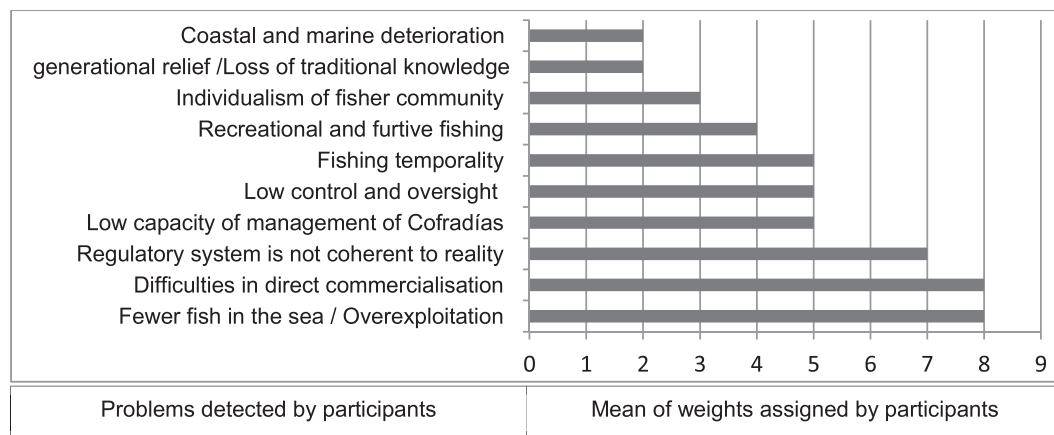 Coastal and marine deterioration
generational relief /Loss of traditional knowledge
Individualism of fisher community
Recreational and furtive fishing
Fishing temporality
Low control and oversight
Low capacity of management of Cofradías
Regulatory system is not coherent to reality
Difficulties in direct commercialisation
Fewer fish in the sea / Overexploitation
0 1 2 3 4 5 6 7 8 9
Problems detected by participants
Mean of weights assigned by participants